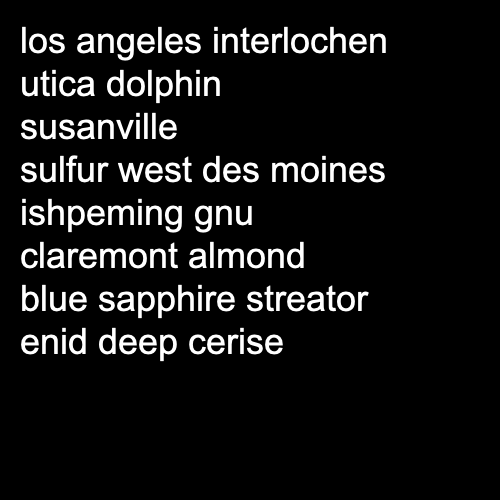 los angeles interlochen
utica dolphin
susanville
sulfur west des moines
ishpeming gnu
claremont almond
blue sapphire streator
enid deep cerise